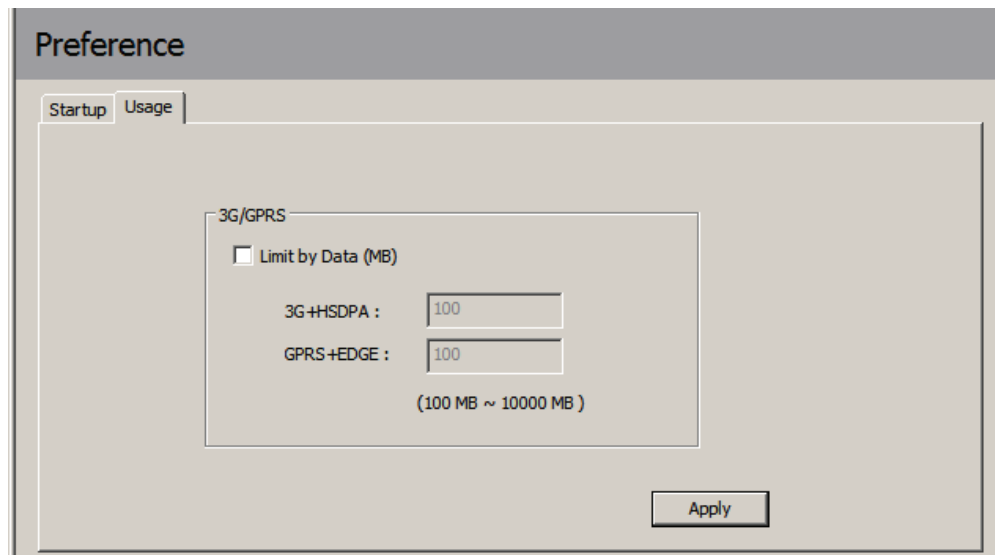 Preference
Startup Usage
3G/GPRS
Limit by Data (MB)
3G+HSDPA : 100
GPRS+EDGE : 100
(100 MB ~ 10000 MB )
Apply